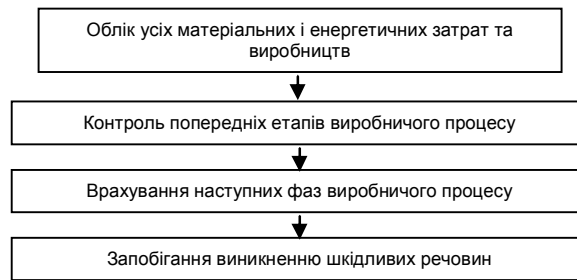 Облік усіх матеріальних і енергетичних затрат та
виробництв
Контроль попередніх етапів виробничого процесу
Врахування наступних фаз виробничого процесу
Запобігання виникненню шкідливих речовин